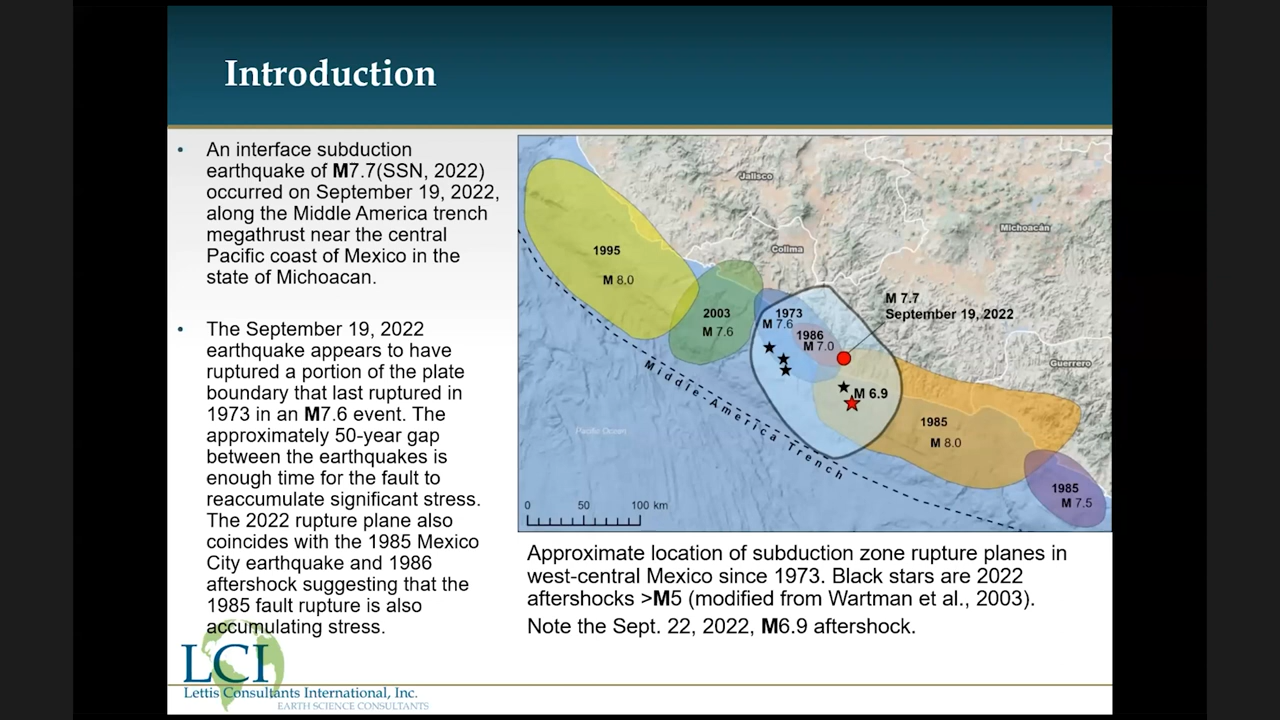 Introduction
• An interface subduction
earthquake of M7.7(SSN, 2022)
occurred on September 19, 2022,
along the Middle America trench
megathrust near the central
Pacific coast of Mexico in the
state of Michoacan.
• The September 19, 2022
earthquake appears to have
ruptured a portion of the plate
boundary that last ruptured in
1973 in an M7.6 event. The
approximately 50-year gap
between the earthquakes is
enough time for the fault to
reaccumulate significant stress.
The 2022 rupture plane also
coincides with the 1985 Mexico
City earthquake and 1986
aftershock suggesting that the
1985 fault rupture is also
accumulating stress.
Jalisco
Michoacán
Colima
1995
M 8.0
M 7.7
September 19, 2022
2003
M 7.6
1973
M 7.6
1986
M 7.0
Guerrero
M 6.9
Middle-America Trench
Pacific Ocean
1985
M 8.0
1985
M 7.5
0 50 100 km
Approximate location of subduction zone rupture planes in
west-central Mexico since 1973. Black stars are 2022
aftershocks >M5 (modified from Wartman et al., 2003).
Note the Sept. 22, 2022, M6.9 aftershock.
LCI
Lettis Consultants International, Inc.
EARTH SCIENCE CONSULTANTS